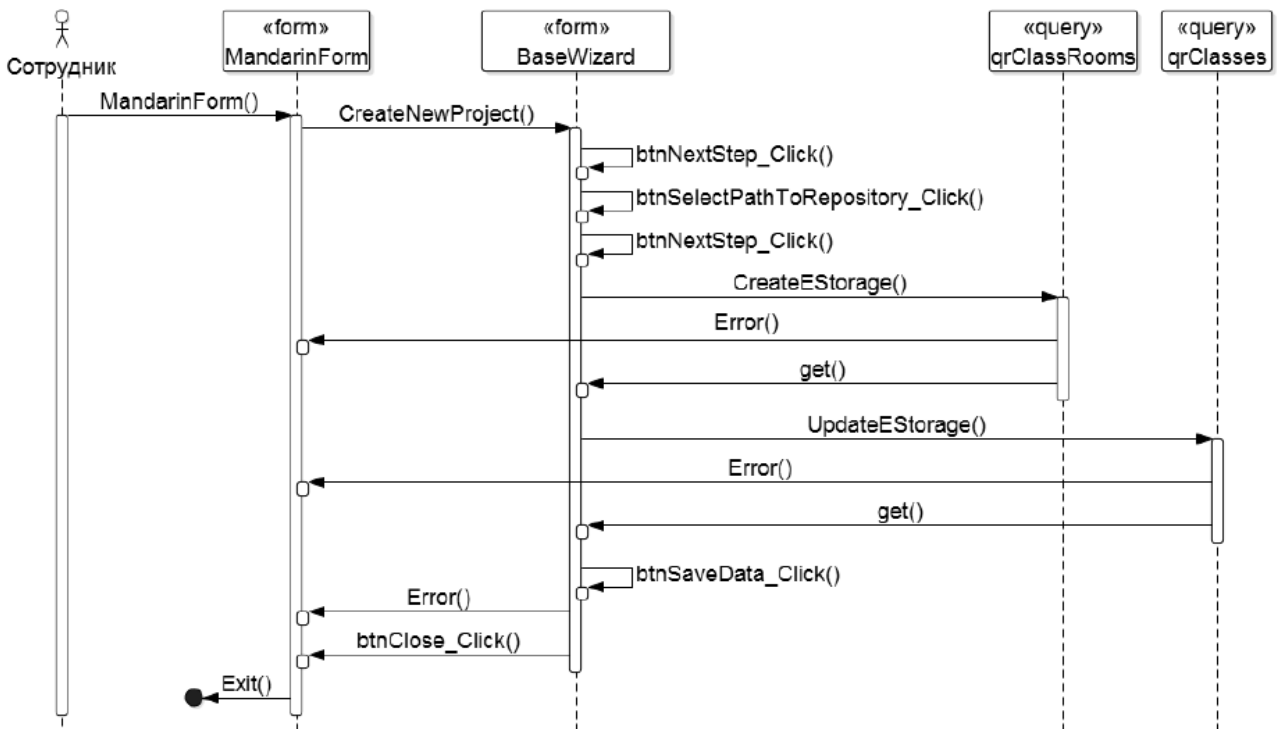 «form»
MandarinForm
«form»
BaseWizard
«query»
qrClassRooms
«query»
qrClasses
Сотрудник
MandarinForm()
CreateNewProject()
btnNextStep_Click()
btnSelectPathToRepository_Click()
btnNextStep_Click()
CreateEStorage()
Error()
get()
UpdateEStorage()
Error()
get()
btnSaveData_Click()
Error()
btnClose_Click()
Exit()